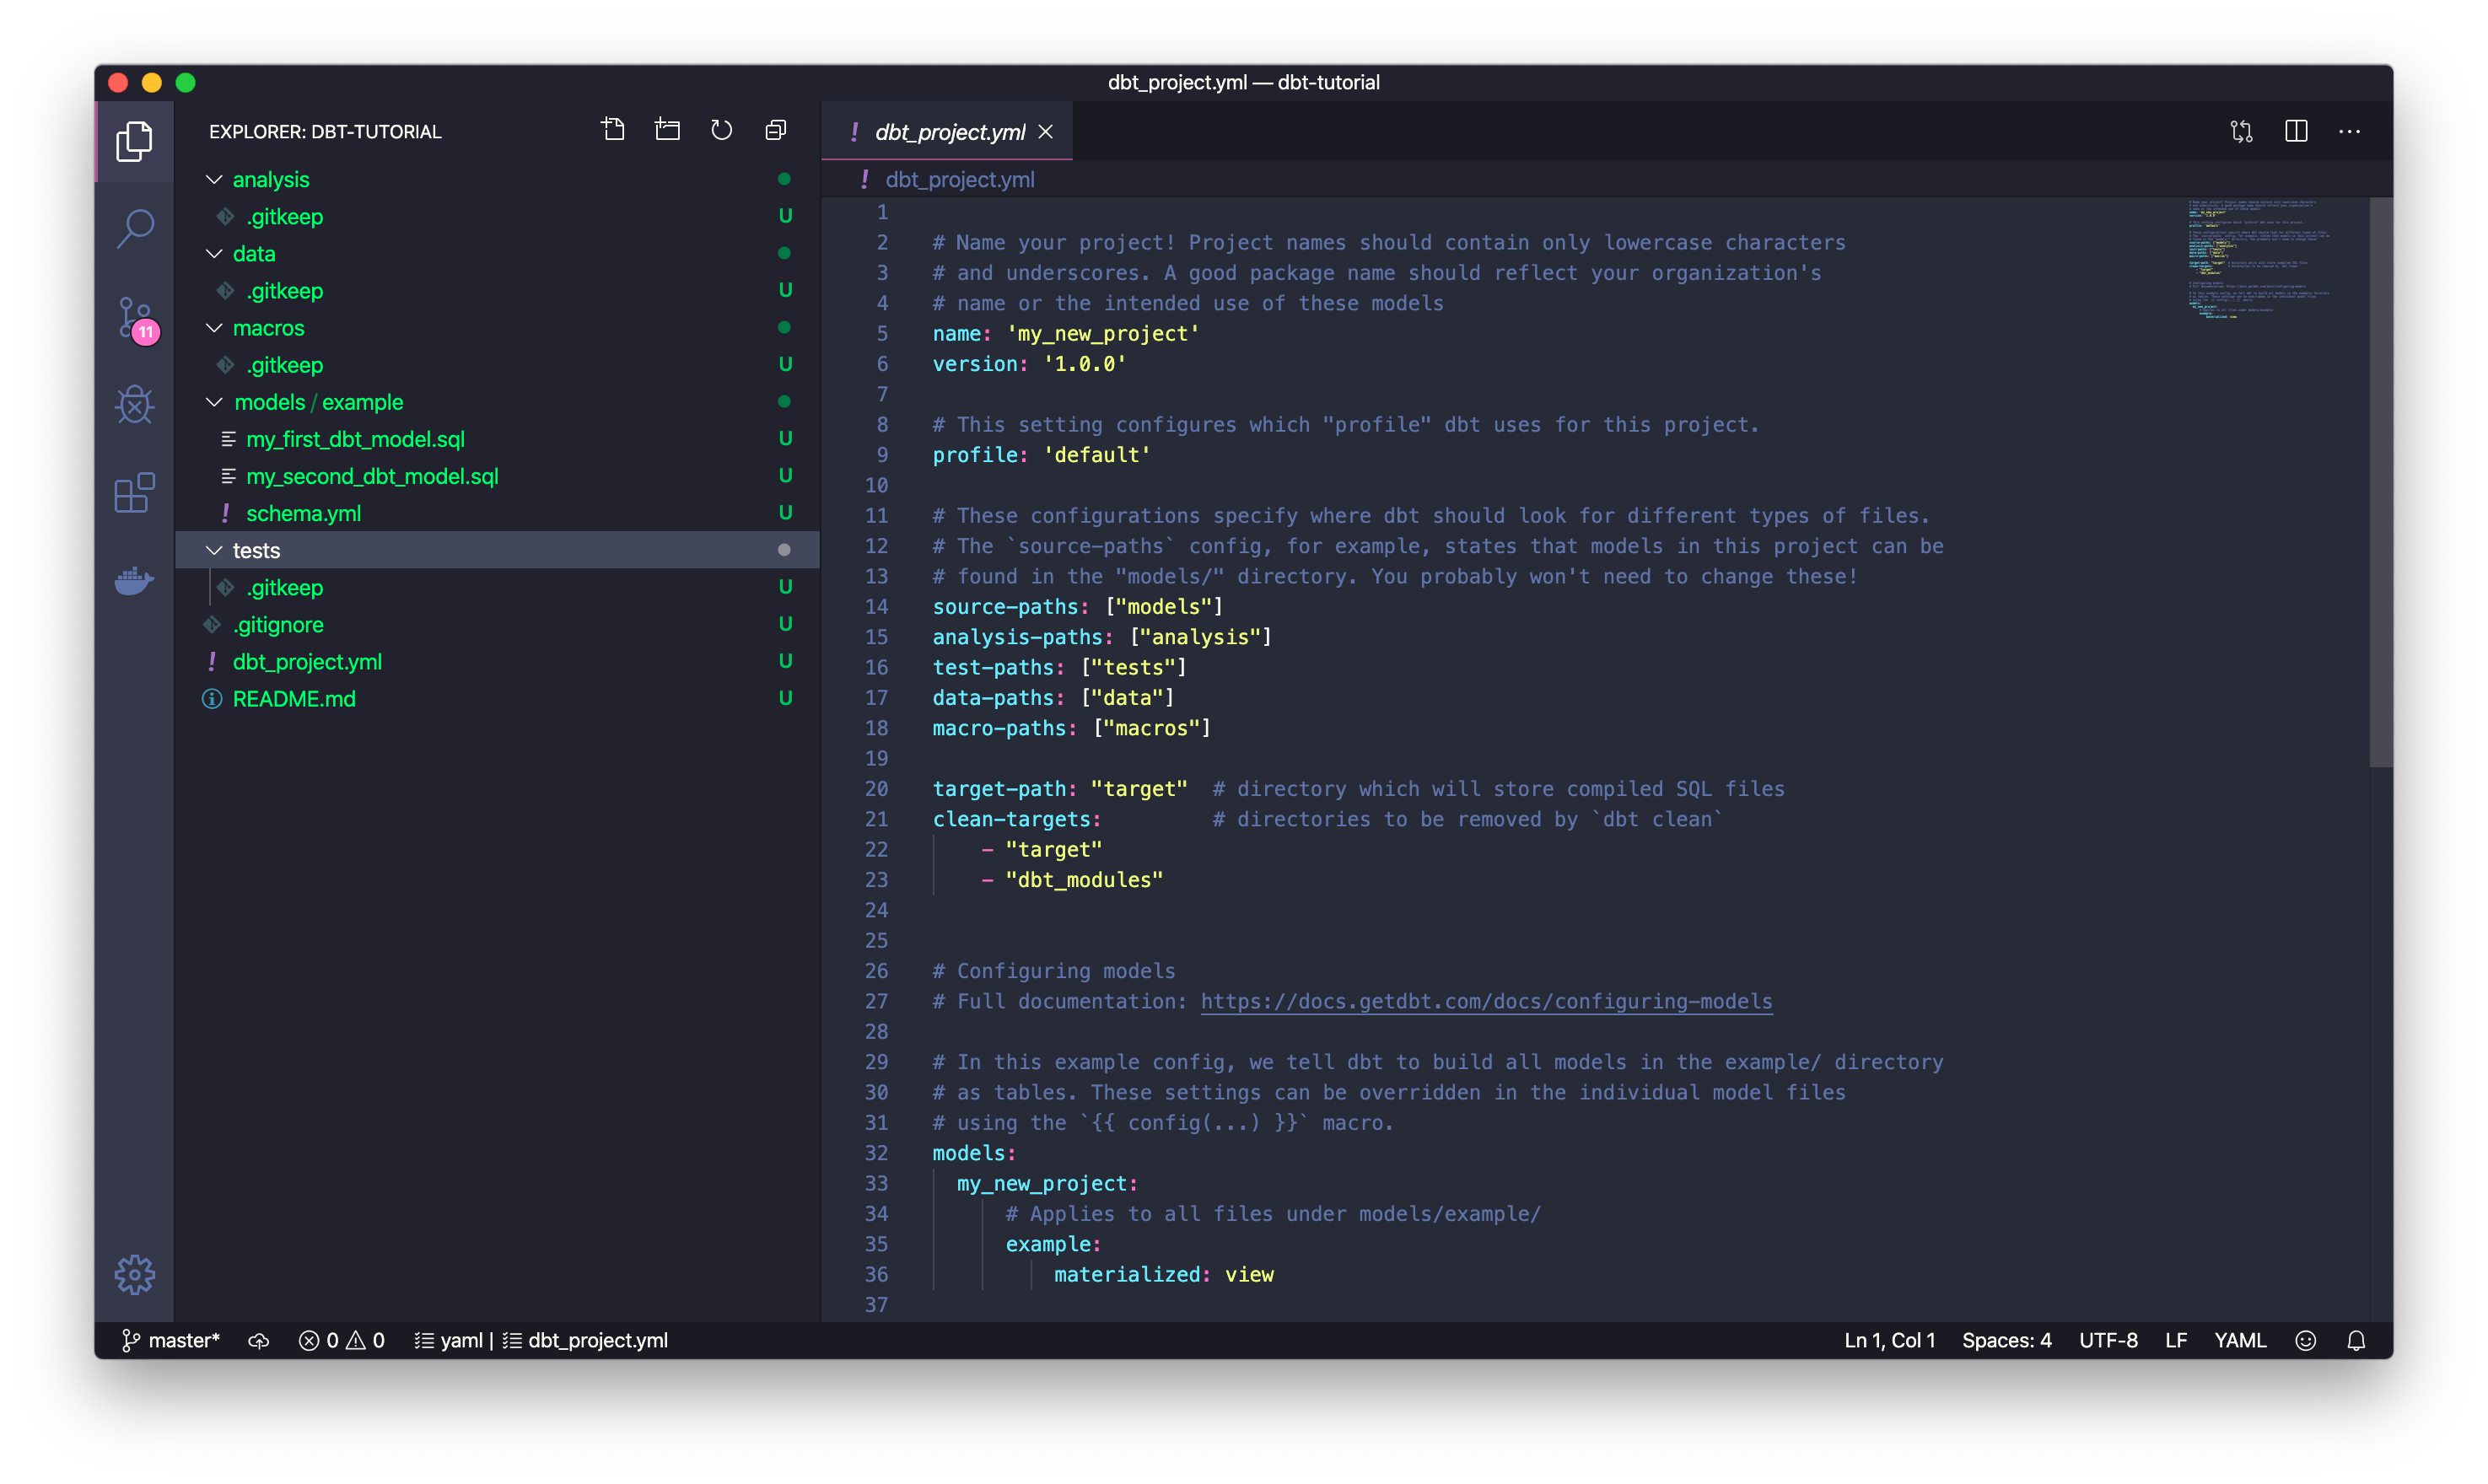 dbt_project.yml — dbt-tutorial
EXPLORER: DBT-TUTORIAL
analysis
.gitkeep U
data
.gitkeep U
macros
.gitkeep U
models / example
my_first_dbt_model.sql U
my_second_dbt_model.sql U
! schema.yml U
tests
.gitkeep U
.gitignore U
! dbt_project.yml U
README.md U
11
! dbt_project.yml
! dbt_project.yml
1
2 # Name your project! Project names should contain only lowercase characters
3 # and underscores. A good package name should reflect your organization's
4 # name or the intended use of these models
5 name: 'my_new_project'
6 version: '1.0.0'
7
8 # This setting configures which "profile" dbt uses for this project.
9 profile: 'default'
10
11 # These configurations specify where dbt should look for different types of files.
12 # The `source-paths` config, for example, states that models in this project can be
13 # found in the "models/" directory. You probably won't need to change these!
14 source-paths: ["models"]
15 analysis-paths: ["analysis"]
16 test-paths: ["tests"]
17 data-paths: ["data"]
18 macro-paths: ["macros"]
19
20 target-path: "target"  # directory which will store compiled SQL files
21 clean-targets:         # directories to be removed by `dbt clean`
22     - "target"
23     - "dbt_modules"
24
25
26 # Configuring models
27 # Full documentation: https://docs.getdbt.com/docs/configuring-models
28
29 # In this example config, we tell dbt to build all models in the example/ directory
30 # as tables. These settings can be overridden in the individual model files
31 # using the `{{ config(...) }}` macro.
32 models:
33   my_new_project:
34       # Applies to all files under models/example/
35       example:
36           materialized: view
37
master* 0 0 yaml | dbt_project.yml Ln 1, Col 1 Spaces: 4 UTF-8 LF YAML